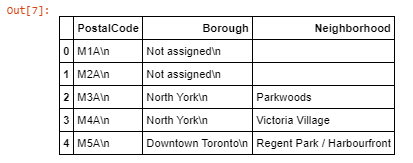 Out[7]:
PostalCode Borough Neighborhood
0 M1A\n Not assigned\n
1 M2A\n Not assigned\n
2 M3A\n North York\n Parkwoods
3 M4A\n North York\n Victoria Village
4 M5A\n Downtown Toronto\n Regent Park / Harbourfront